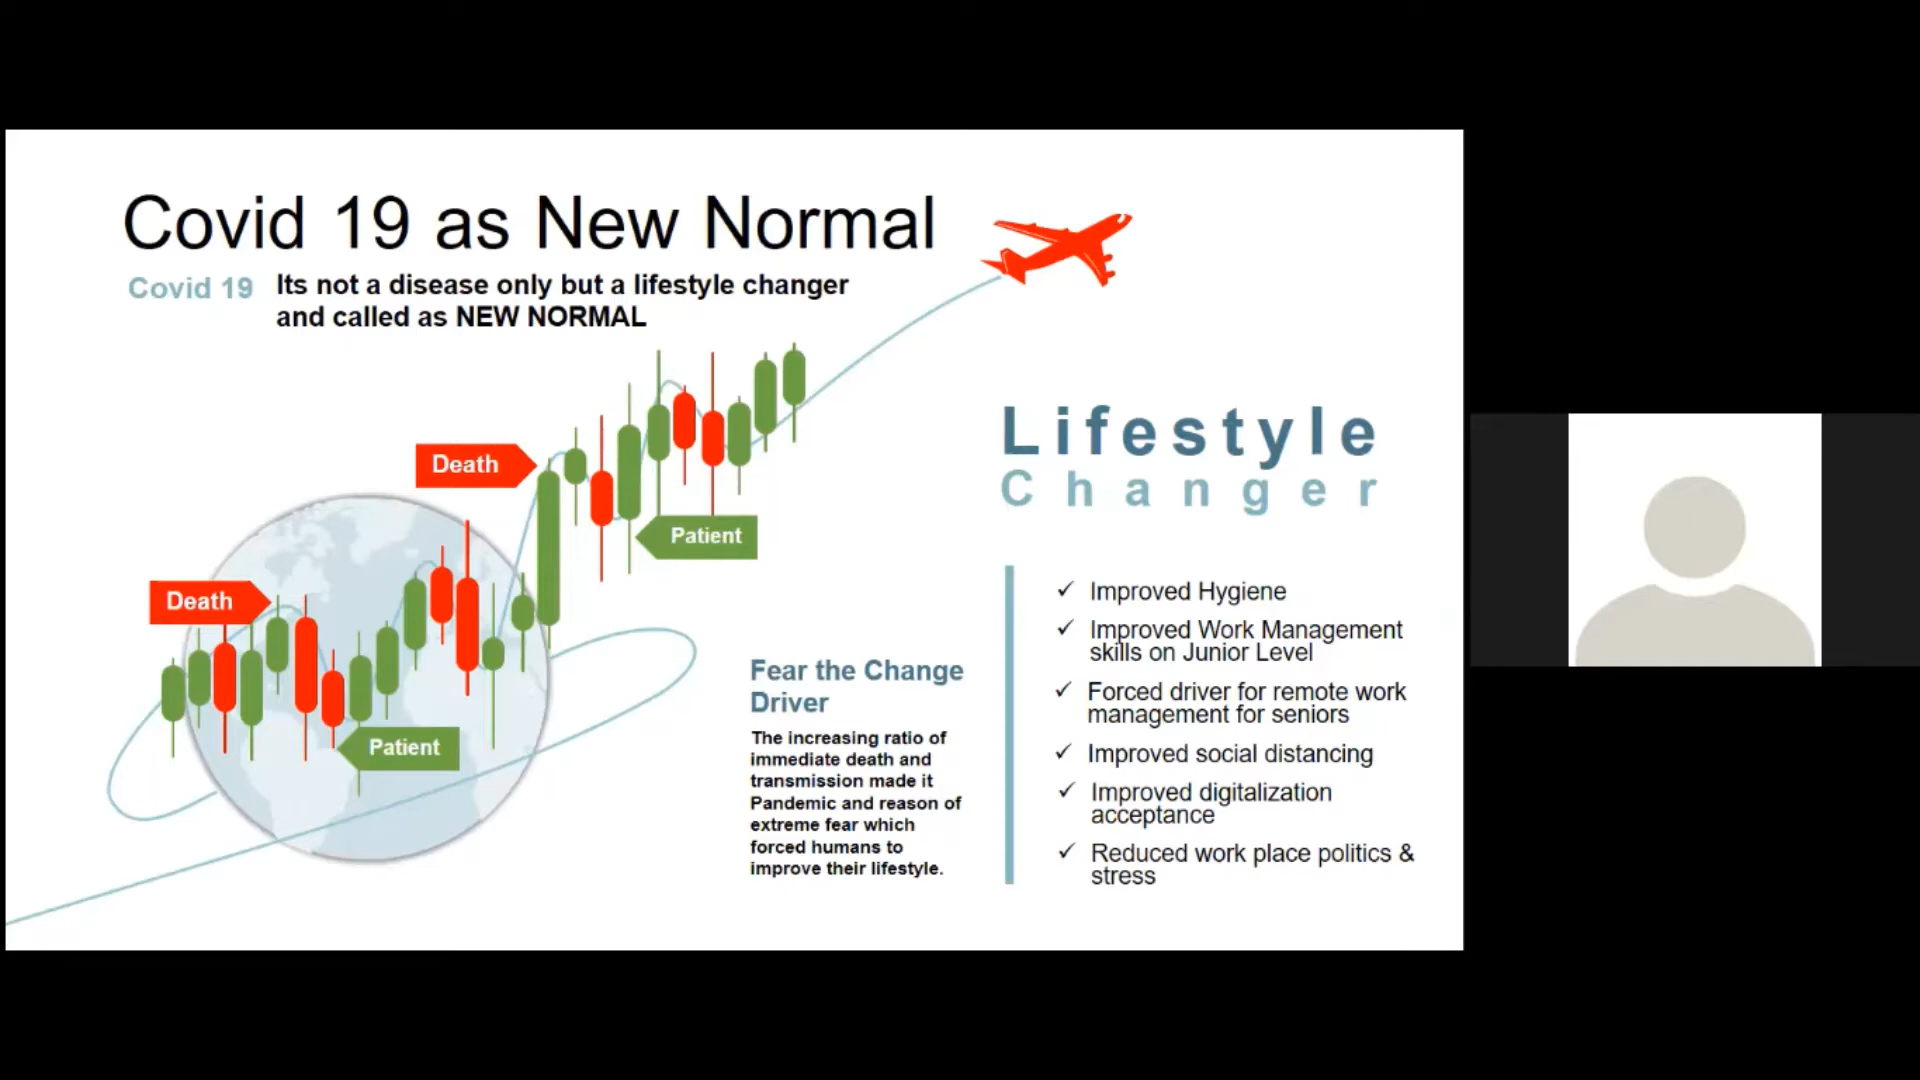 Covid 19 as New Normal
Covid 19 Its not a disease only but a lifestyle changer
and called as NEW NORMAL
Death
Patient
Death
Patient
Fear the Change
Driver
The increasing ratio of
immediate death and
transmission made it
Pandemic and reason of
extreme fear which
forced humans to
improve their lifestyle.
Lifestyle
Changer
✓ Improved Hygiene
✓ Improved Work Management
skills on Junior Level
✓ Forced driver for remote work
management for seniors
✓ Improved social distancing
✓ Improved digitalization
acceptance
✓ Reduced work place politics &
stress